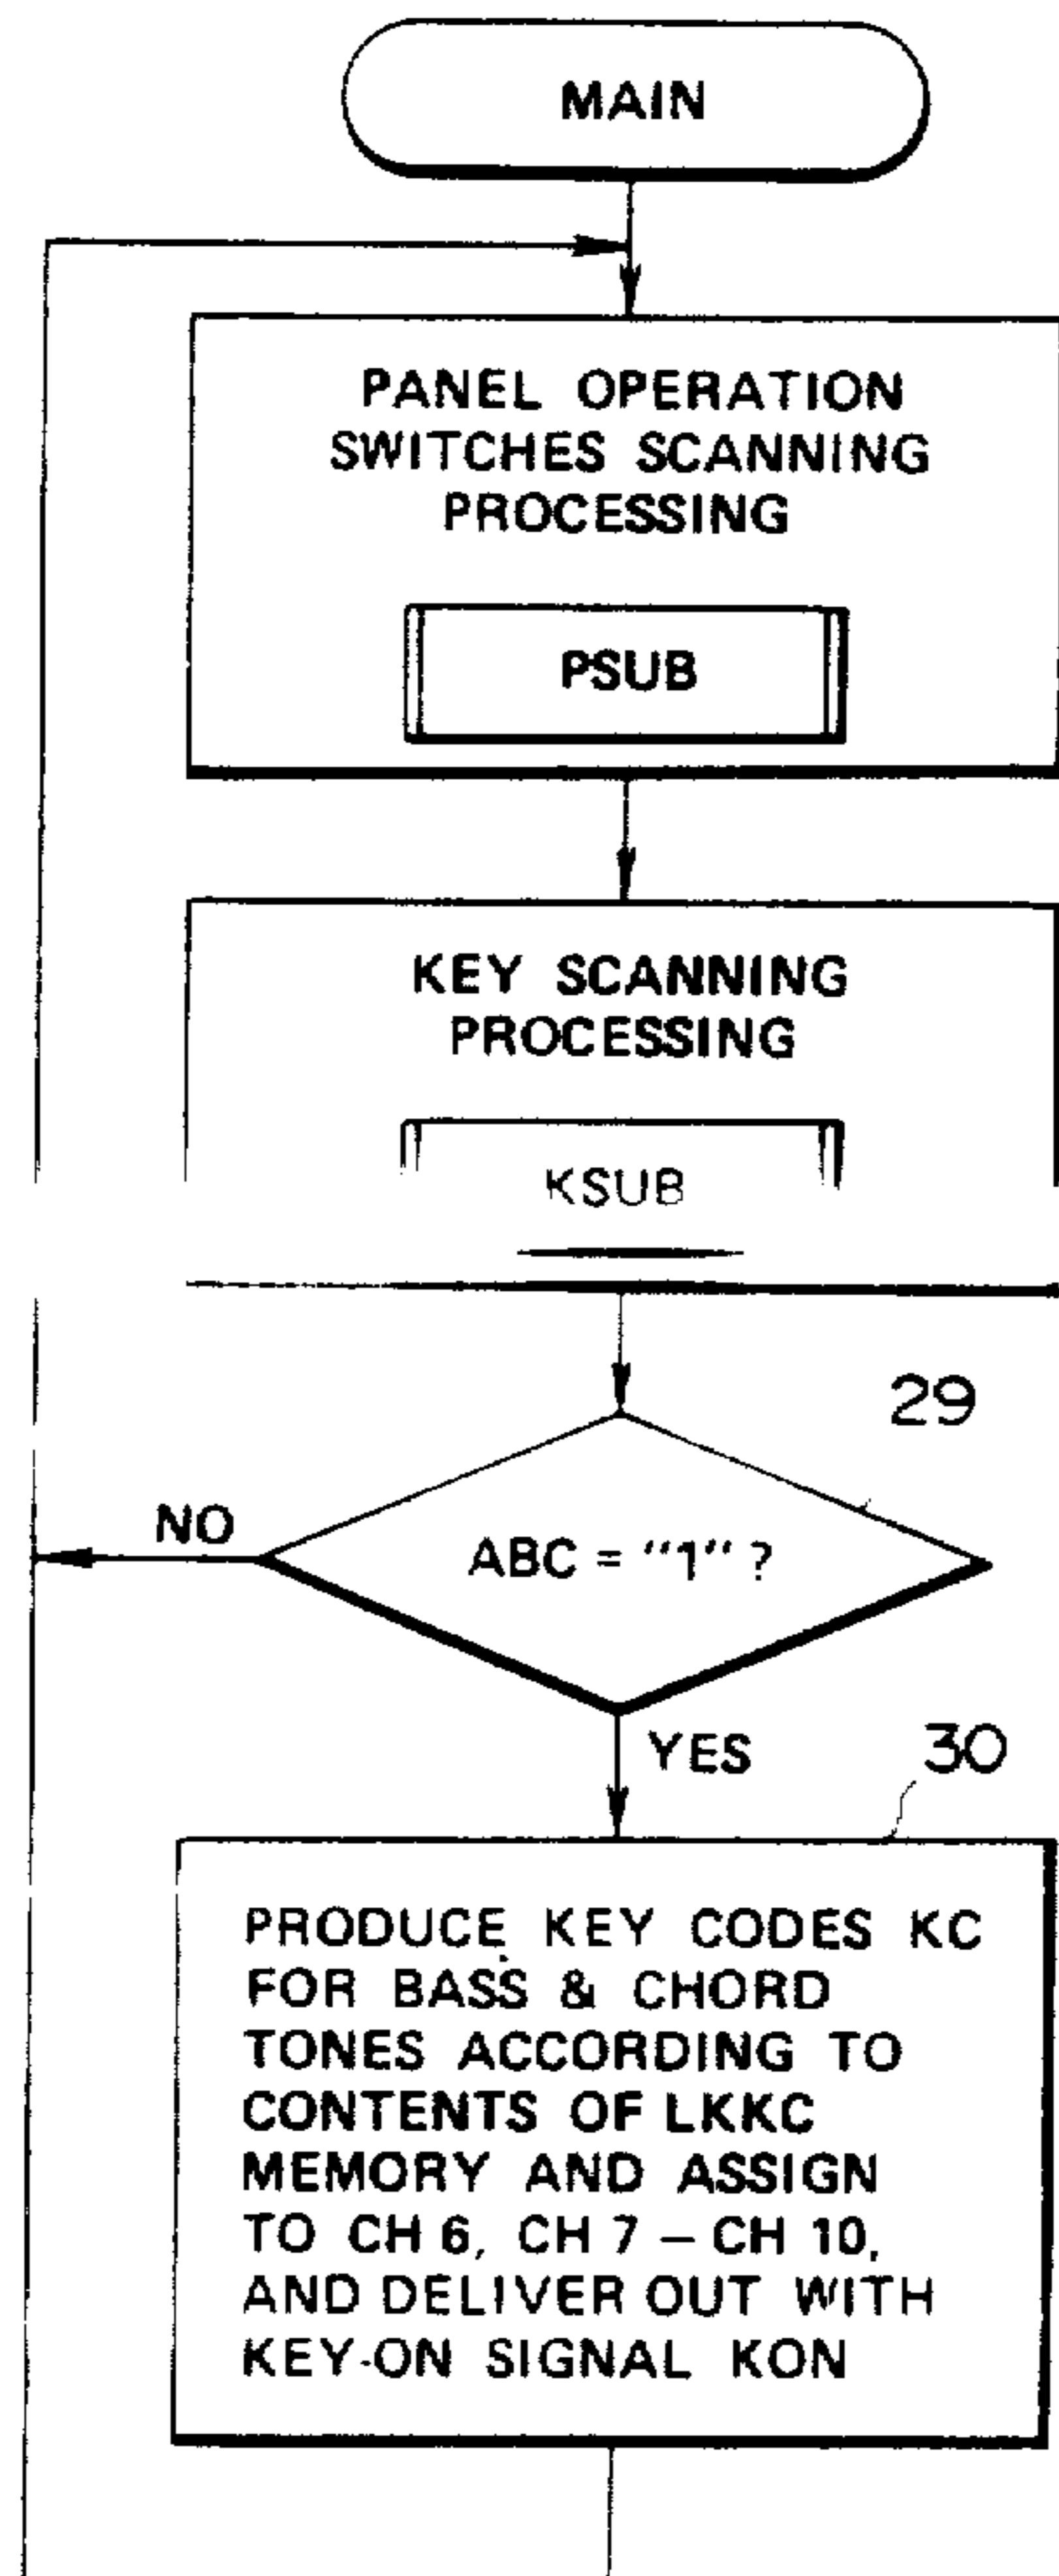 MAIN
PANEL OPERATION
SWITCHES SCANNING
PROCESSING
PSUB
KEY SCANNING
PROCESSING
KSUB
29
NO
ABC = "1" ?
YES
30
PRODUCE KEY CODES KC
FOR BASS & CHORD
TONES ACCORDING TO
CONTENTS OF LKKC
MEMORY AND ASSIGN
TO CH 6, CH 7 – CH 10,
AND DELIVER OUT WITH
KEY-ON SIGNAL KON